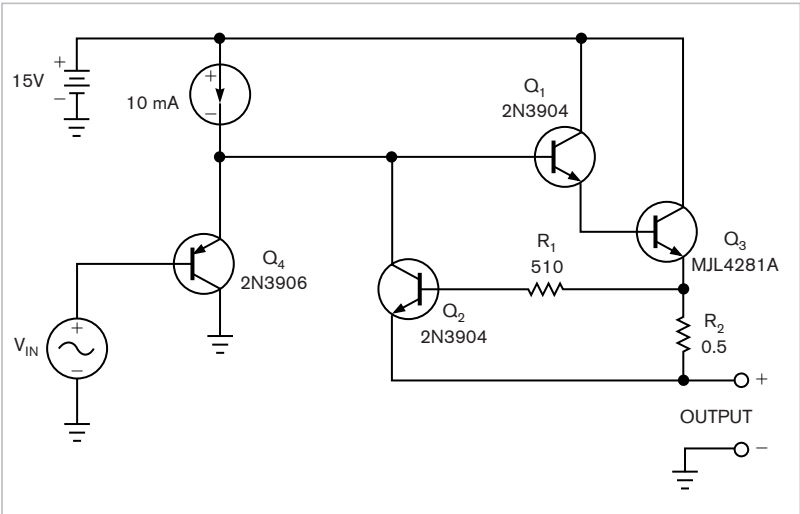 15V
+
−
10 mA
+
−
Q1
2N3904
Q3
MJL4281A
Q4
2N3906
R1
510
Q2
2N3904
R2
0.5
VIN
+
−
+
OUTPUT
−